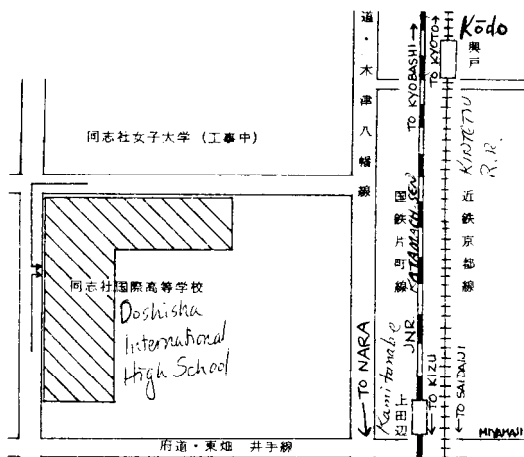 Kōdo
興戸
TO KYOTO→
TO KYOBASHI→
道・木津八幡線
同志社女子大学 (工事中)
KINTETSU R.R.
近鉄京都線
国鉄片町線
JNR KATAMACHI-SEN
同志社国際高等学校
Doshisha
International
High School
←TO NARA
Kamitanabe
上田辺
←TO KIZU
←TO SAIDAIJI
MIYAMAKI
府道・東畑 井手線